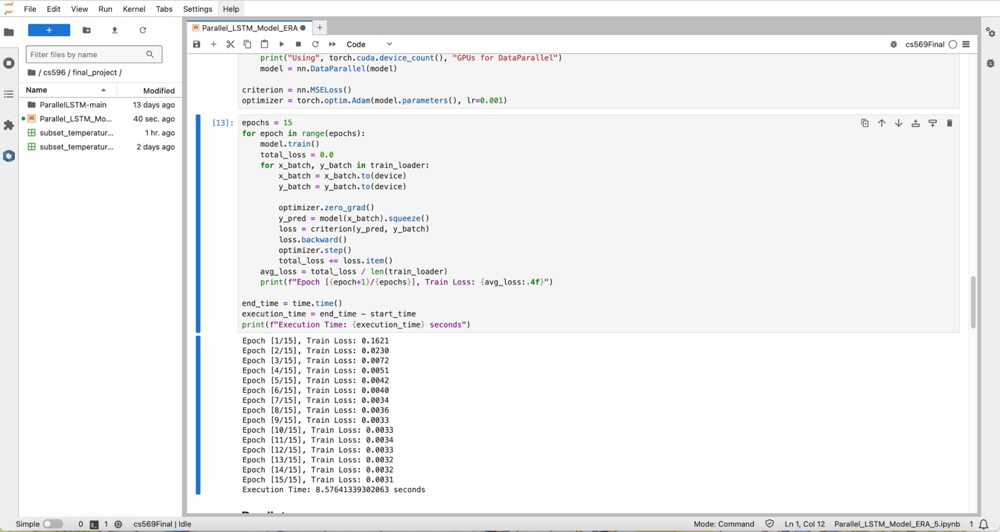 File Edit View Run Kernel Tabs Settings Help
Filter files by name
/ cs596 / final_project /
Name Modified
ParallelLSTM-main 13 days ago
Parallel_LSTM_Mo... 40 sec. ago
subset_temperatur... 1 hr. ago
subset_temperatur... 2 days ago
Parallel_LSTM_Model_ERA
Code
cs569Final
print("Using", torch.cuda.device_count(), "GPUs for DataParallel")
model = nn.DataParallel(model)
criterion = nn.MSELoss()
optimizer = torch.optim.Adam(model.parameters(), lr=0.001)
[13]: epochs = 15
for epoch in range(epochs):
model.train()
total_loss = 0.0
for x_batch, y_batch in train_loader:
x_batch = x_batch.to(device)
y_batch = y_batch.to(device)
optimizer.zero_grad()
y_pred = model(x_batch).squeeze()
loss = criterion(y_pred, y_batch)
loss.backward()
optimizer.step()
total_loss += loss.item()
avg_loss = total_loss / len(train_loader)
print(f"Epoch [{epoch+1}/{epochs}], Train Loss: {avg_loss:.4f}")
end_time = time.time()
execution_time = end_time - start_time
print(f"Execution Time: {execution_time} seconds")
Epoch [1/15], Train Loss: 0.1621
Epoch [2/15], Train Loss: 0.0230
Epoch [3/15], Train Loss: 0.0072
Epoch [4/15], Train Loss: 0.0051
Epoch [5/15], Train Loss: 0.0042
Epoch [6/15], Train Loss: 0.0040
Epoch [7/15], Train Loss: 0.0034
Epoch [8/15], Train Loss: 0.0036
Epoch [9/15], Train Loss: 0.0033
Epoch [10/15], Train Loss: 0.0033
Epoch [11/15], Train Loss: 0.0034
Epoch [12/15], Train Loss: 0.0033
Epoch [13/15], Train Loss: 0.0032
Epoch [14/15], Train Loss: 0.0032
Epoch [15/15], Train Loss: 0.0031
Execution Time: 8.57641339302063 seconds
Simple 0 1 cs569Final | Idle Mode: Command Ln 1, Col 12 Parallel_LSTM_Model_ERA_5.ipynb 1